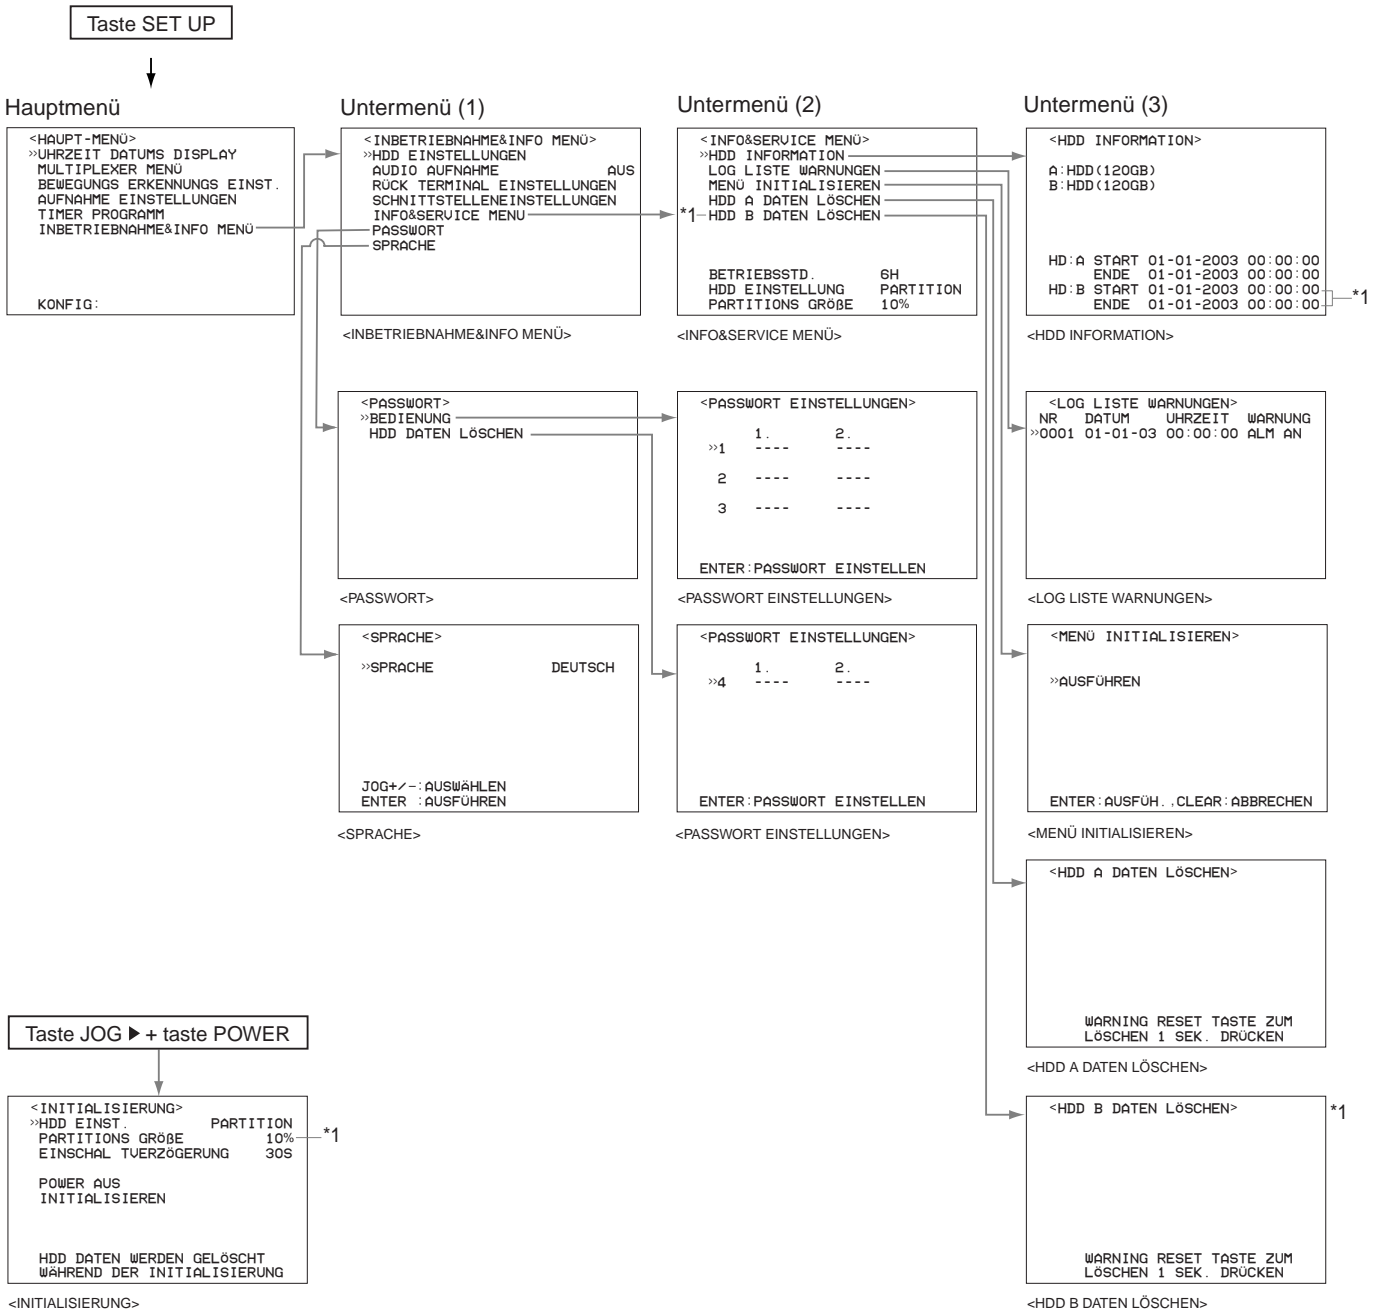 Taste SET UP
Hauptmenü
<HAUPT-MENÜ>
»UHRZEIT DATUMS DISPLAY
MULTIPLEXER MENÜ
BEWEGUNGS ERKENNUNGS EINST.
AUFNAHME EINSTELLUNGEN
TIMER PROGRAMM
INBETRIEBNAHME&INFO MENÜ
KONFIG:
Untermenü (1)
<INBETRIEBNAHME&INFO MENÜ>
»HDD EINSTELLUNGEN
AUDIO AUFNAHME AUS
RÜCK TERMINAL EINSTELLUNGEN
SCHNITTSTELLENEINSTELLUNGEN
INFO&SERVICE MENU
PASSWORT
SPRACHE
<INBETRIEBNAHME&INFO MENÜ>
Untermenü (2)
<INFO&SERVICE MENÜ>
»HDD INFORMATION
LOG LISTE WARNUNGEN
MENÜ INITIALISIEREN
HDD A DATEN LÖSCHEN
*1 HDD B DATEN LÖSCHEN
BETRIEBSSTD. 6H
HDD EINSTELLUNG PARTITION
PARTITIONS GRÖßE 10%
<INFO&SERVICE MENÜ>
Untermenü (3)
<HDD INFORMATION>
A:HDD(120GB)
B:HDD(120GB)
HD:A START 01-01-2003 00:00:00
ENDE 01-01-2003 00:00:00
HD:B START 01-01-2003 00:00:00
ENDE 01-01-2003 00:00:00
*1
<HDD INFORMATION>
<PASSWORT>
»BEDIENUNG
HDD DATEN LÖSCHEN
<PASSWORT>
<PASSWORT EINSTELLUNGEN>
1. 2.
»1 ---- ----
2 ---- ----
3 ---- ----
ENTER:PASSWORT EINSTELLEN
<PASSWORT EINSTELLUNGEN>
<LOG LISTE WARNUNGEN>
NR DATUM UHRZEIT WARNUNG
»0001 01-01-03 00:00:00 ALM AN
<LOG LISTE WARNUNGEN>
<SPRACHE>
»SPRACHE DEUTSCH
JOG+/-:AUSWÄHLEN
ENTER :AUSFÜHREN
<SPRACHE>
<PASSWORT EINSTELLUNGEN>
1. 2.
»4 ---- ----
ENTER:PASSWORT EINSTELLEN
<PASSWORT EINSTELLUNGEN>
<MENÜ INITIALISIEREN>
»AUSFÜHREN
ENTER:AUSFÜH.,CLEAR:ABBRECHEN
<MENÜ INITIALISIEREN>
<HDD A DATEN LÖSCHEN>
WARNING RESET TASTE ZUM
LÖSCHEN 1 SEK. DRÜCKEN
<HDD A DATEN LÖSCHEN>
Taste JOG ▶ + taste POWER
<INITIALISIERUNG>
»HDD EINST. PARTITION
PARTITIONS GRÖßE 10% *1
EINSCHAL TVERZÖGERUNG 30S
POWER AUS
INITIALISIEREN
HDD DATEN WERDEN GELÖSCHT
WÄHREND DER INITIALISIERUNG
<INITIALISIERUNG>
<HDD B DATEN LÖSCHEN> *1
WARNING RESET TASTE ZUM
LÖSCHEN 1 SEK. DRÜCKEN
<HDD B DATEN LÖSCHEN>